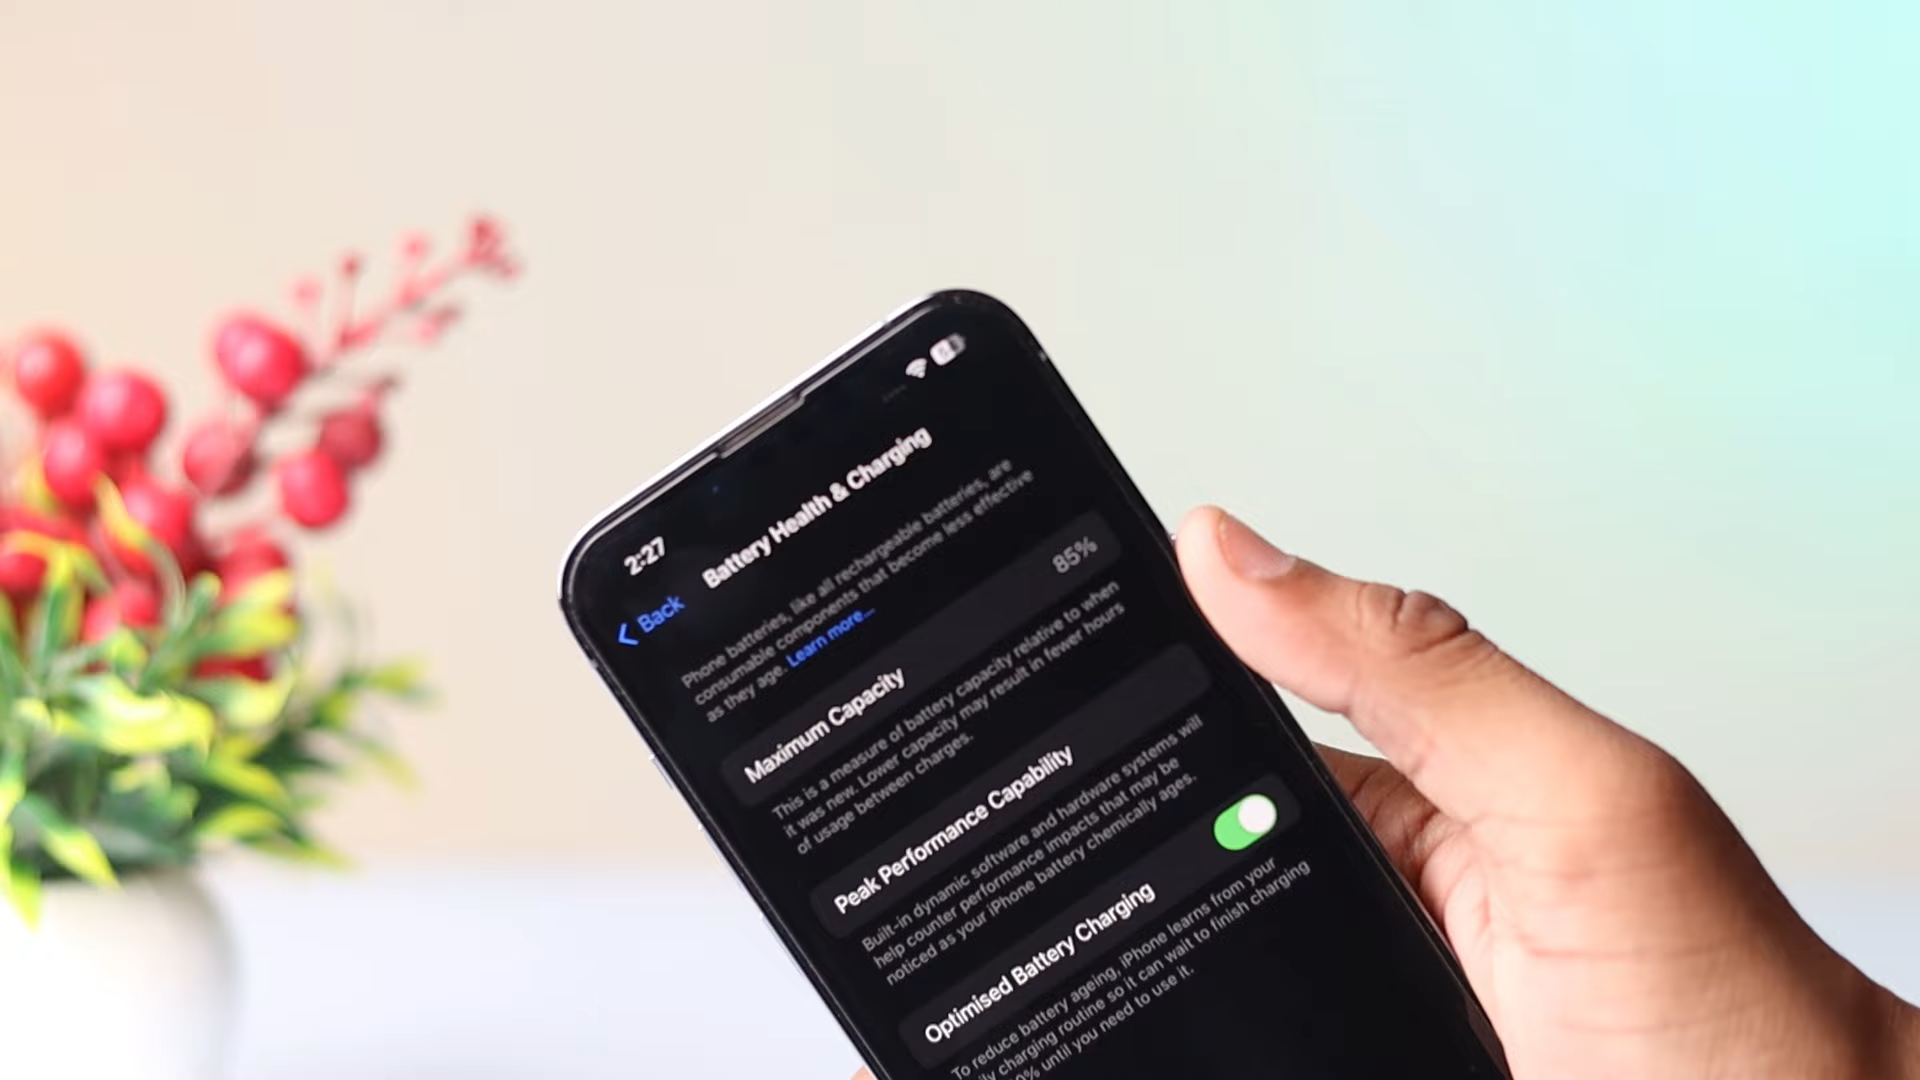 2:27
Back
Battery Health & Charging
Phone batteries, like all rechargeable batteries, are
consumable components that become less effective
as they age. Learn more...
Maximum Capacity 85%
This is a measure of battery capacity relative to when
it was new. Lower capacity may result in fewer hours
of usage between charges.
Peak Performance Capability
Built-in dynamic software and hardware systems will
help counter performance impacts that may be
noticed as your iPhone battery chemically ages.
Optimised Battery Charging
To reduce battery ageing, iPhone learns from your
charging routine so it can wait to finish charging
until you need to use it.